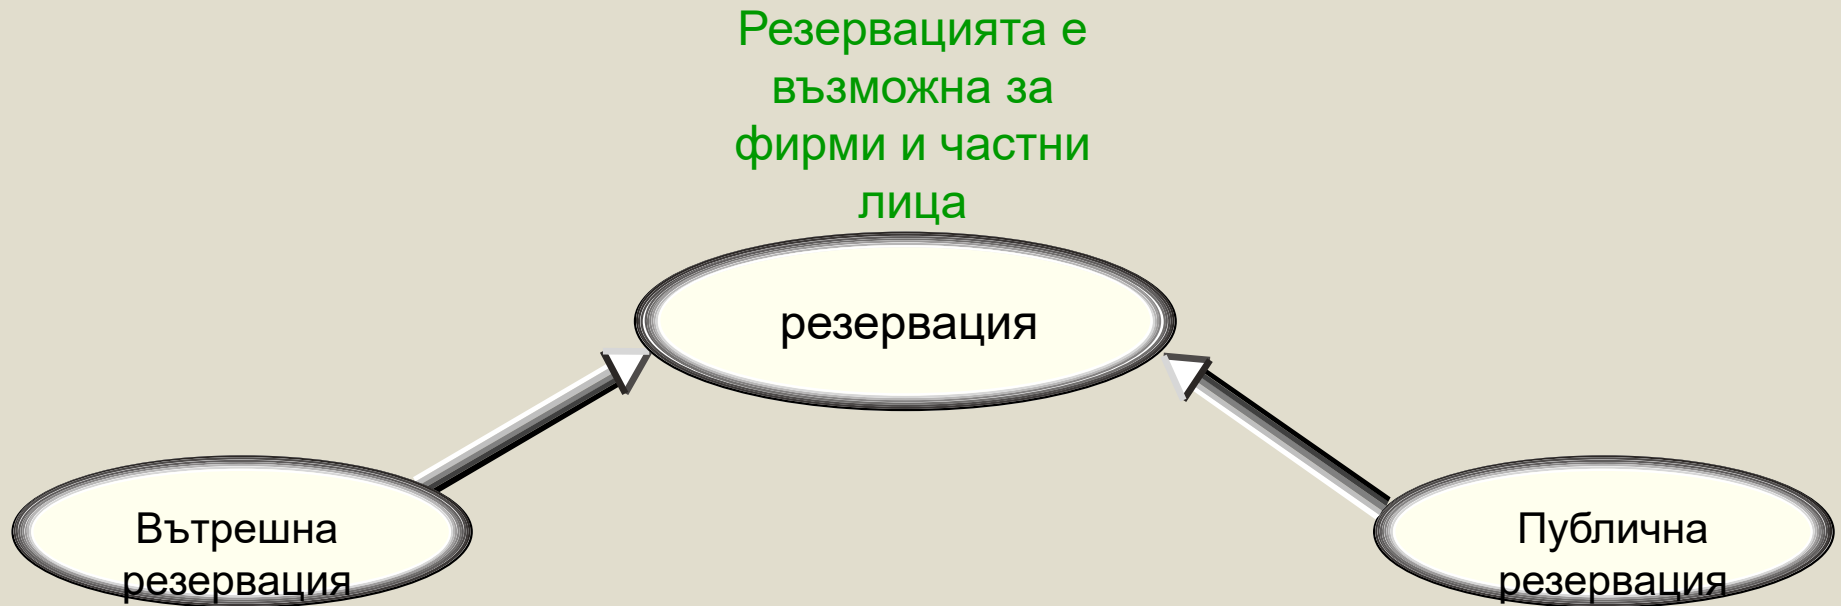 Резервацията е
възможна за
фирми и частни
лица
резервация
Вътрешна
резервация
Публична
резервация